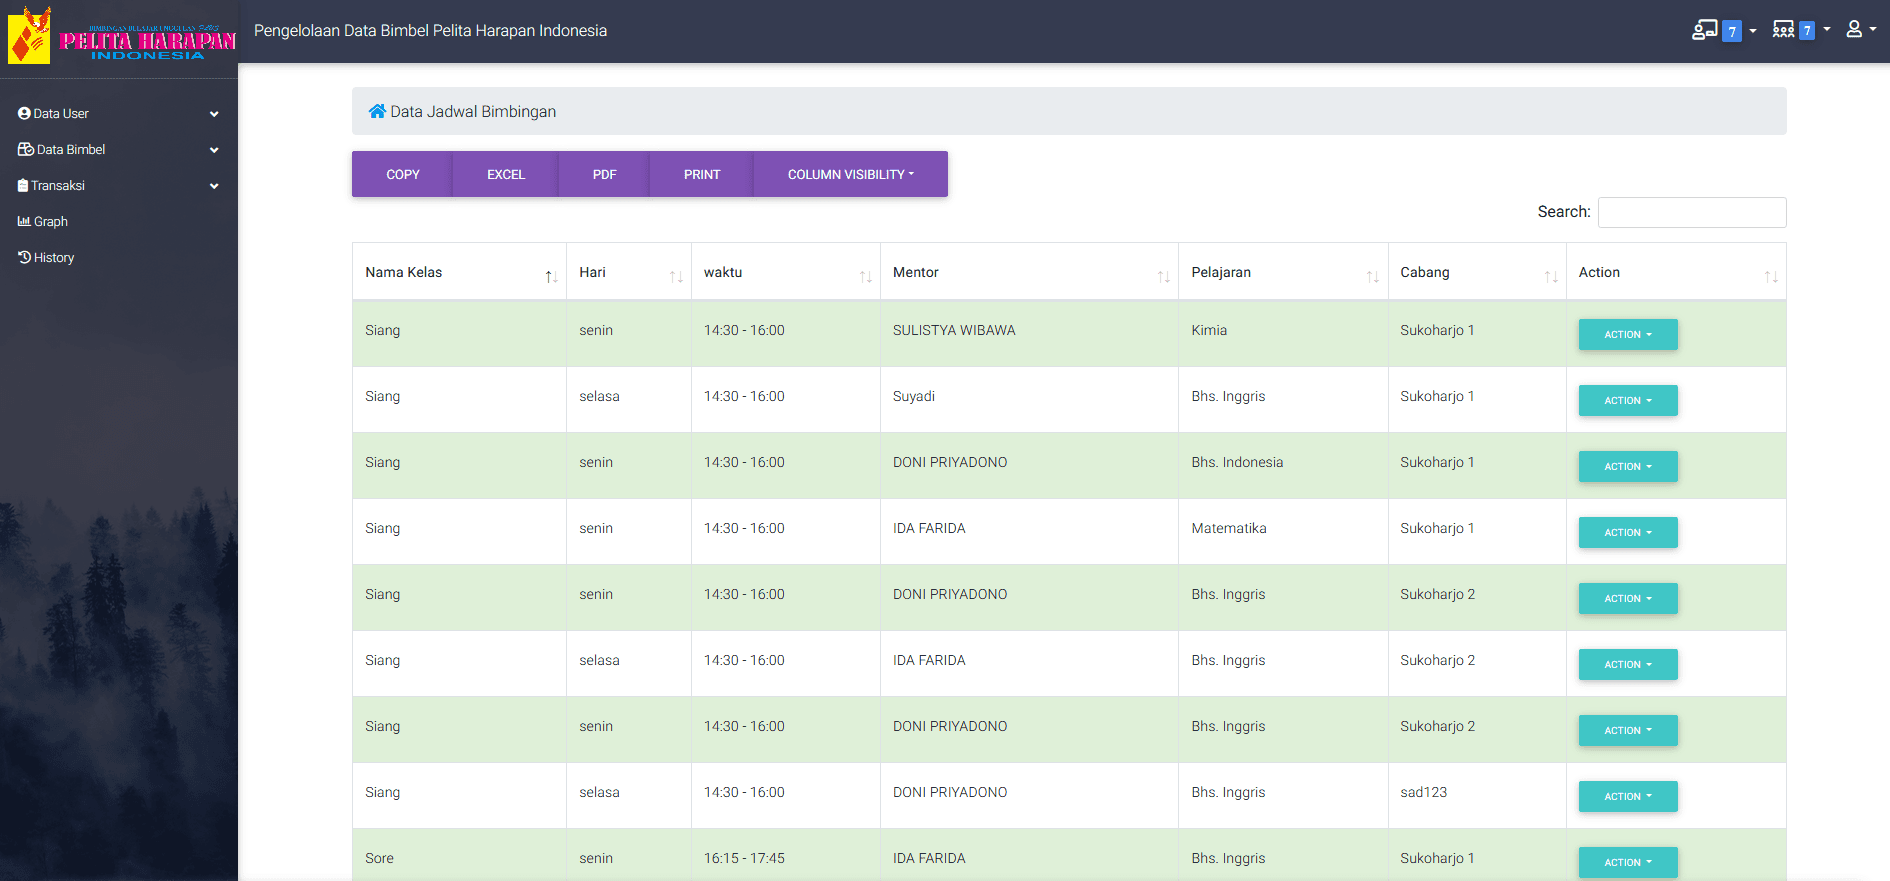 BIMBINGAN BELAJAR UNGGULAN
PELITA HARAPAN
INDONESIA
Pengelolaan Data Bimbel Pelita Harapan Indonesia
7
7
Data User
Data Bimbel
Transaksi
Graph
History
Data Jadwal Bimbingan
COPY EXCEL PDF PRINT COLUMN VISIBILITY
Search:
Nama Kelas Hari waktu Mentor Pelajaran Cabang Action
Siang senin 14:30 - 16:00 SULISTYA WIBAWA Kimia Sukoharjo 1 ACTION
Siang selasa 14:30 - 16:00 Suyadi Bhs. Inggris Sukoharjo 1 ACTION
Siang senin 14:30 - 16:00 DONI PRIYADONO Bhs. Indonesia Sukoharjo 1 ACTION
Siang senin 14:30 - 16:00 IDA FARIDA Matematika Sukoharjo 1 ACTION
Siang senin 14:30 - 16:00 DONI PRIYADONO Bhs. Inggris Sukoharjo 2 ACTION
Siang selasa 14:30 - 16:00 IDA FARIDA Bhs. Inggris Sukoharjo 2 ACTION
Siang senin 14:30 - 16:00 DONI PRIYADONO Bhs. Inggris Sukoharjo 2 ACTION
Siang selasa 14:30 - 16:00 DONI PRIYADONO Bhs. Inggris sad123 ACTION
Sore senin 16:15 - 17:45 IDA FARIDA Bhs. Inggris Sukoharjo 1 ACTION